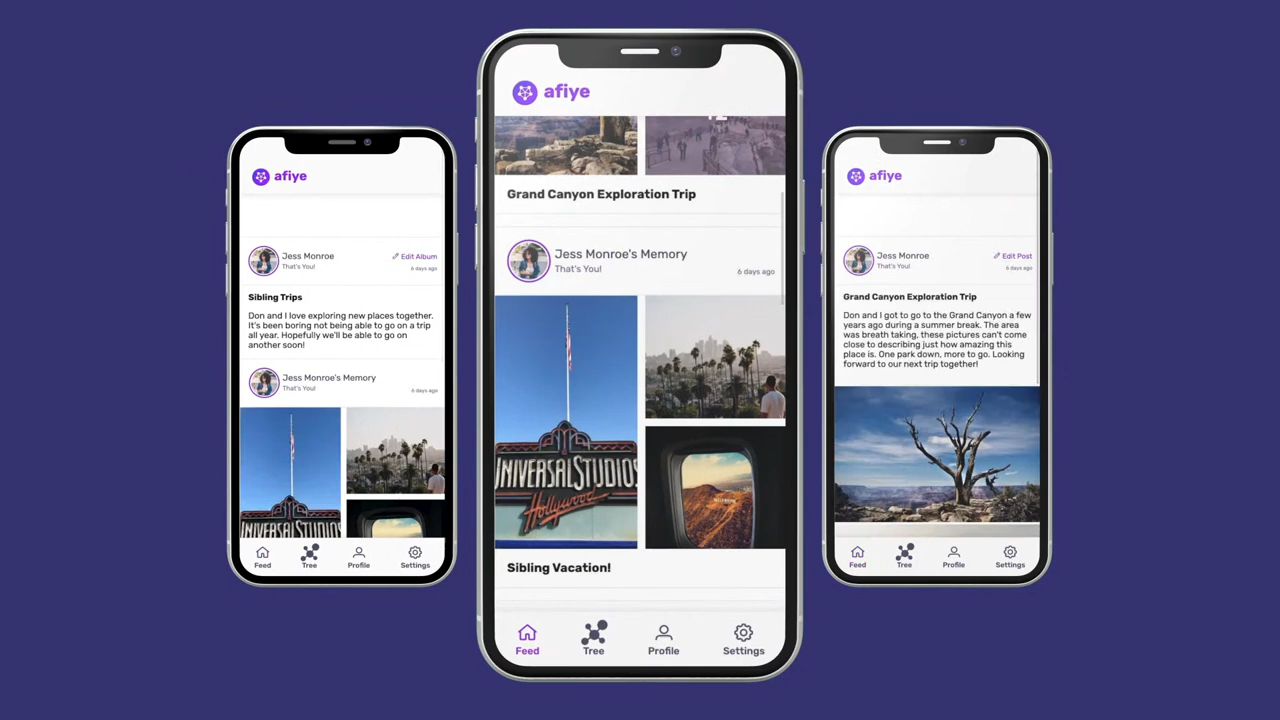 afiye
Jess Monroe
Edit Album
That's You!
6 days ago
Sibling Trips
Don and I love exploring new places together.
It's been boring not being able to go on a trip
all year. Hopefully we'll be able to go on
another soon!
Jess Monroe's Memory
That's You!
6 days ago
UNIVERSAL STUDIOS
Feed
Tree
Profile
Settings
afiye
Grand Canyon Exploration Trip
Jess Monroe's Memory
That's You!
6 days ago
UNIVERSAL STUDIOS
Hollywood
Sibling Vacation!
Feed
Tree
Profile
Settings
afiye
Jess Monroe
Edit Post
That's You!
6 days ago
Grand Canyon Exploration Trip
Don and I got to go to the Grand Canyon a few
years ago during a summer break. The area
was breath taking, these pictures can't come
close to describing just how amazing this
place is. One park down, more to go. Looking
forward to our next trip together!
Feed
Tree
Profile
Settings